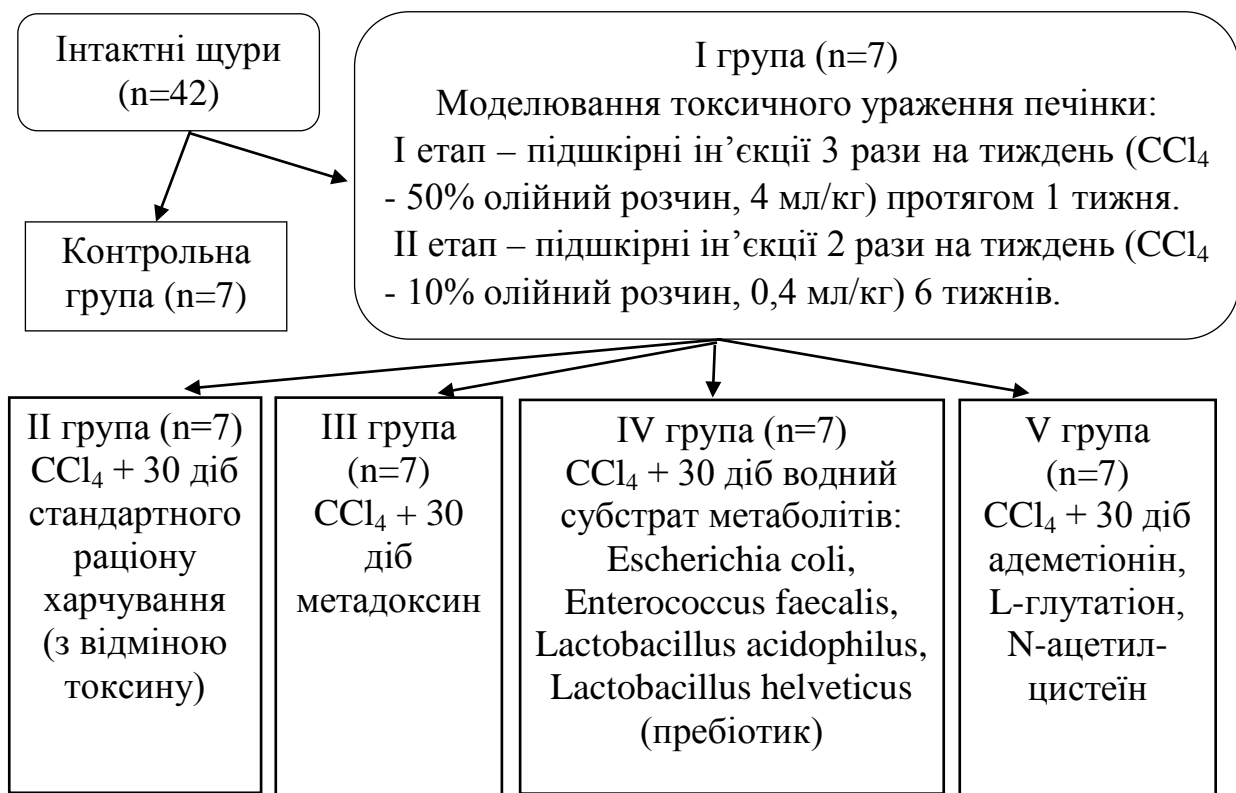 Інтактні щури
(n=42)
І група (n=7)
Моделювання токсичного ураження печінки:
І етап – підшкірні ін’єкції 3 рази на тиждень (CCl₄
- 50% олійний розчин, 4 мл/кг) протягом 1 тижня.
ІІ етап – підшкірні ін’єкції 2 рази на тиждень (CCl₄
- 10% олійний розчин, 0,4 мл/кг) 6 тижнів.
Контрольна
група (n=7)
ІІ група (n=7)
CCl₄ + 30 діб
стандартного
раціону
харчування
(з відміною
токсину)
ІІІ група
(n=7)
CCl₄ + 30
діб
метадоксин
IV група (n=7)
CCl₄ + 30 діб водний
субстрат метаболітів:
Escherichia coli,
Enterococcus faecalis,
Lactobacillus acidophilus,
Lactobacillus helveticus
(пребіотик)
V група
(n=7)
CCl₄ + 30 діб
адеметіонін,
L-глутатіон,
N-ацетил-
цистеїн